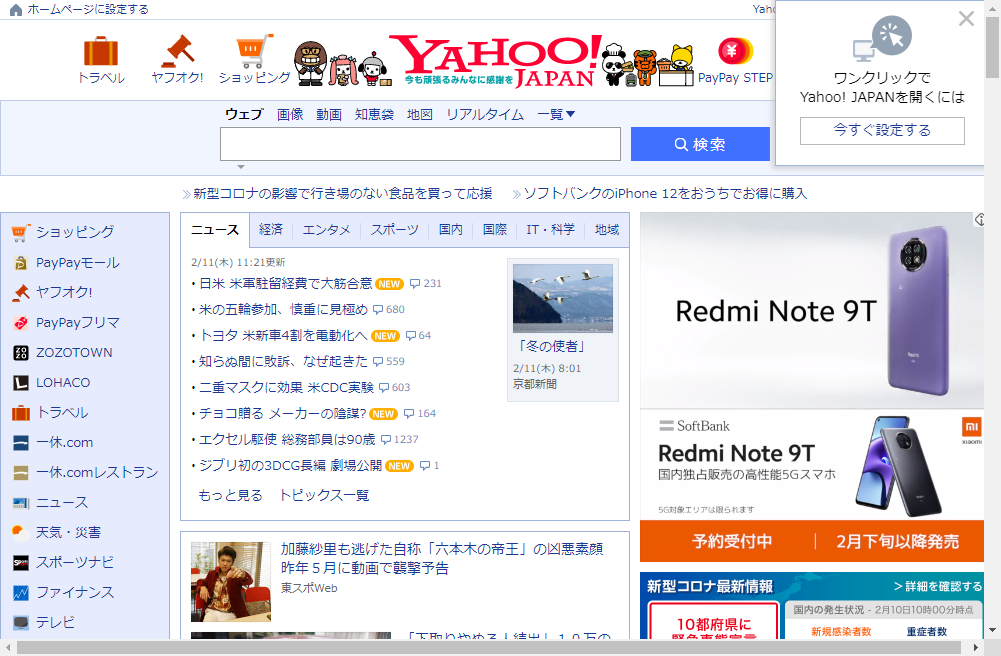 ホームページに設定する
Yaho
トラベル
ヤフオク!
ショッピング
YAHOO!
JAPAN
今も頑張るみんなに感謝を
PayPay STEP
ワンクリックで
Yahoo! JAPANを開くには
今すぐ設定する
ウェブ 画像 動画 知恵袋 地図 リアルタイム 一覧▼
検索
新型コロナの影響で行き場のない食品を買って応援
ソフトバンクのiPhone 12をおうちでお得に購入
ショッピング
PayPayモール
ヤフオク!
PayPayフリマ
ZOZOTOWN
LOHACO
トラベル
一休.com
一休.comレストラン
ニュース
天気・災害
スポーツナビ
ファイナンス
テレビ
ニュース 経済 エンタメ スポーツ 国内 国際 IT・科学 地域
2/11(木) 11:21更新
・日米 米軍駐留経費で大筋合意 NEW 231
・米の五輪参加、慎重に見極め 680
・トヨタ 米新車4割を電動化へ NEW 64
・知らぬ間に敗訴、なぜ起きた 559
・二重マスクに効果 米CDC実験 603
・チョコ贈る メーカーの陰謀? NEW 164
・エクセル駆使 総務部員は90歳 1237
・ジブリ初の3DCG長編 劇場公開 NEW 1
もっと見る トピックス一覧
「冬の使者」
2/11(木) 8:01
京都新聞
加藤紗里も逃げた自称「六本木の帝王」の凶悪素顔
昨年５月に動画で襲撃予告
東スポWeb
「下取りやめる人続出」１０万の
Redmi Note 9T
SoftBank
Redmi Note 9T
国内独占販売の高性能5Gスマホ
5G対象エリアは限られます
XIAOMI
予約受付中 | 2月下旬以降発売
新型コロナ最新情報
＞詳細を確認する
10都府県に
緊急事態宣言
国内の発生状況 - 2月10日10時00分時点
新規感染者数 重症者数